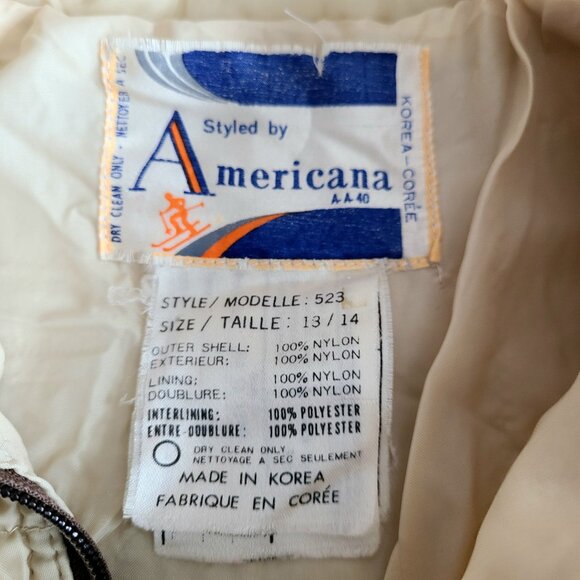 Styled by
Americana
A.A.40
DRY CLEAN ONLY - NETTOYER A SEC
KOREA-CORÉE
STYLE/ MODELLE: 523
SIZE/ TAILLE: 13/14
OUTER SHELL: 100% NYLON
EXTERIEUR: 100% NYLON
LINING: 100% NYLON
DOUBLURE: 100% NYLON
INTERLINING: 100% POLYESTER
ENTRE-DOUBLURE: 100% POLYESTER
DRY CLEAN ONLY
NETTOYAGE A SEC SEULEMENT
MADE IN KOREA
FABRIQUE EN CORÉE